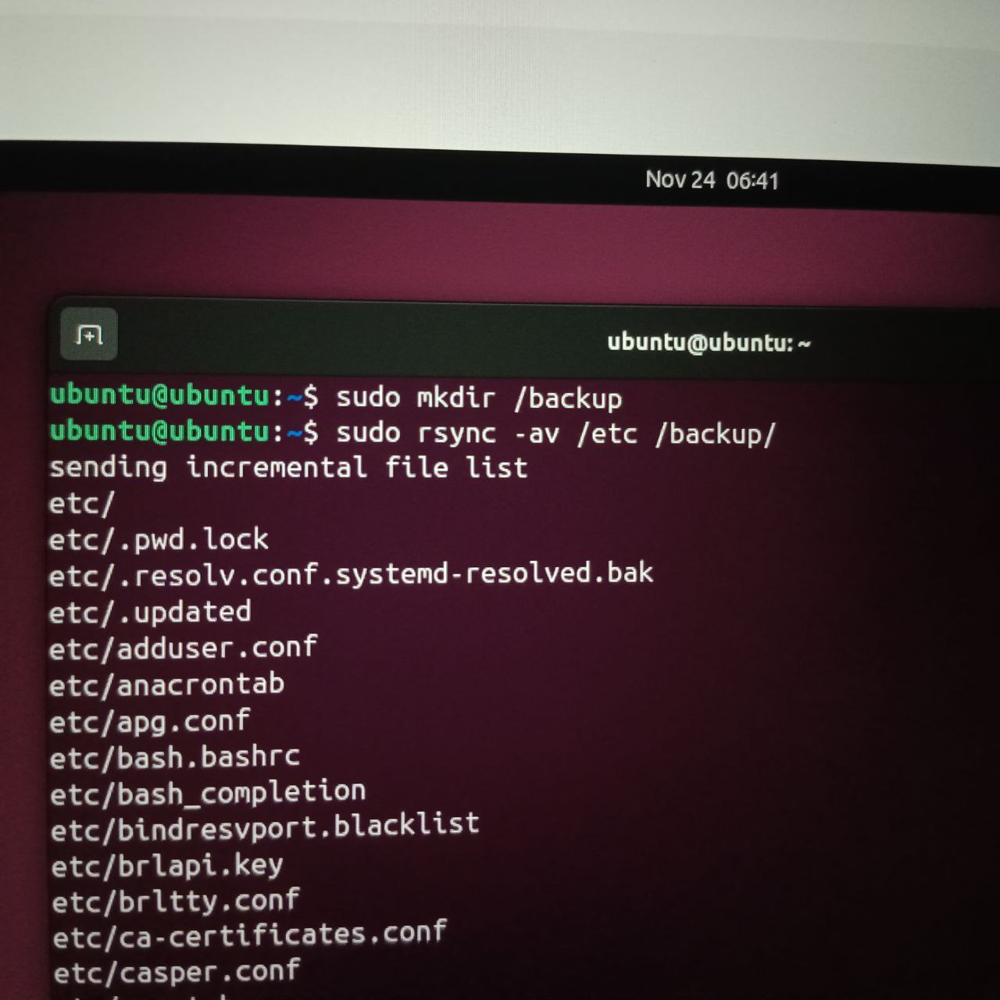 Nov 24 06:41
ubuntu@ubuntu: ~
ubuntu@ubuntu:~$ sudo mkdir /backup
ubuntu@ubuntu:~$ sudo rsync -av /etc /backup/
sending incremental file list
etc/
etc/.pwd.lock
etc/.resolv.conf.systemd-resolved.bak
etc/.updated
etc/adduser.conf
etc/anacrontab
etc/apg.conf
etc/bash.bashrc
etc/bash_completion
etc/bindresvport.blacklist
etc/brlapi.key
etc/brltty.conf
etc/ca-certificates.conf
etc/casper.conf